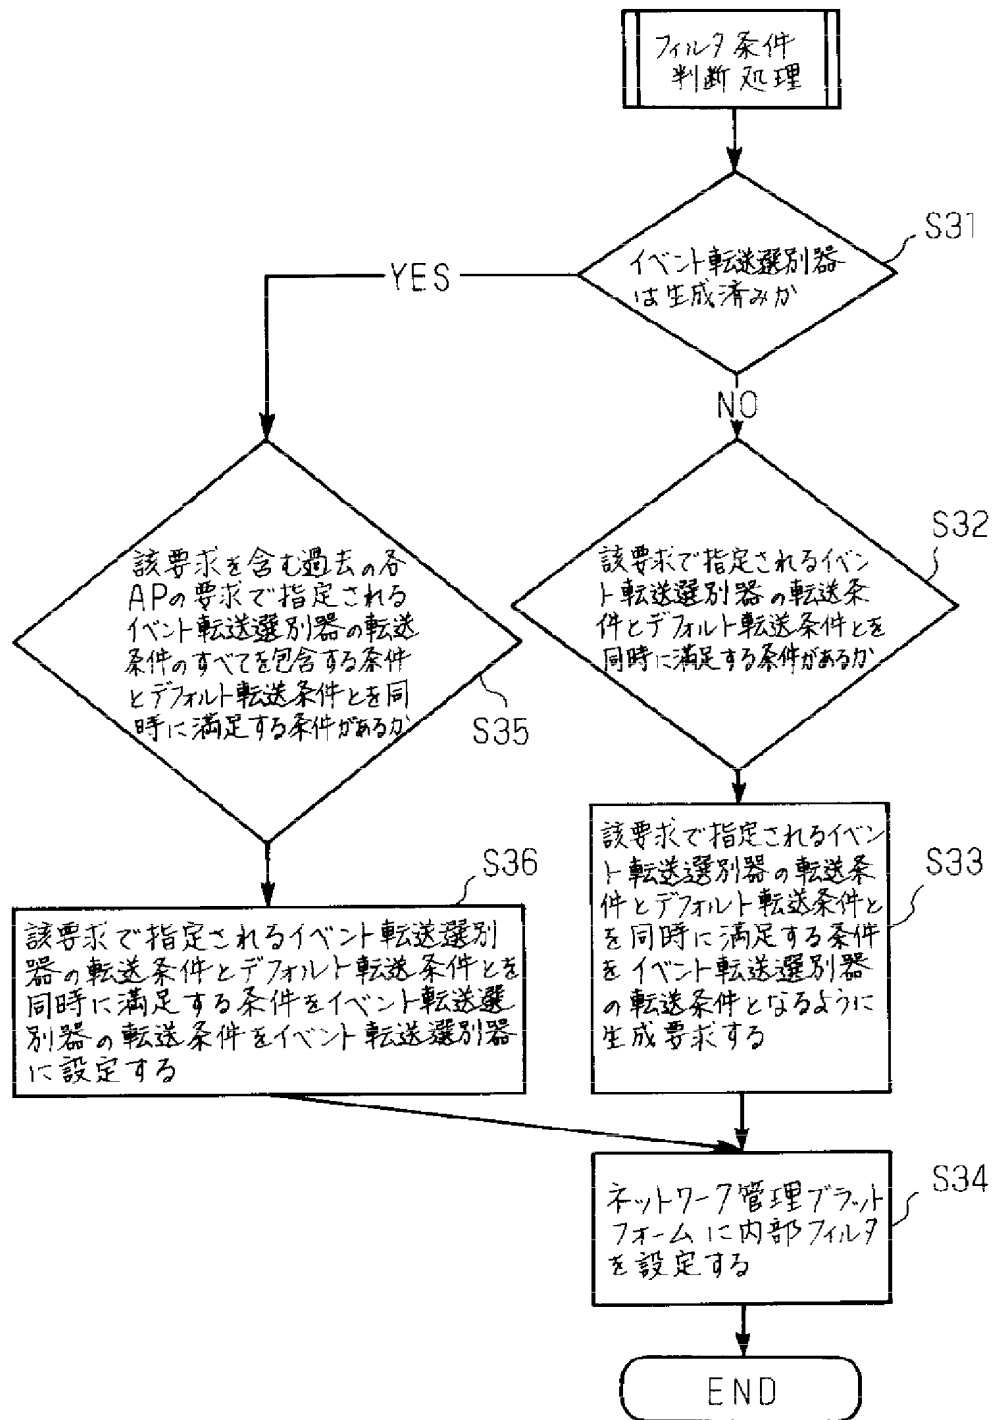 フィルタ条件
判断処理
S31
イベント転送選別器
は生成済みか
YES
NO
S32
該要求で指定されるイベン
ト転送選別器の転送条
件とデフォルト転送条件とを
同時に満足する条件があるか
該要求を含む過去の各
APの要求で指定される
イベント転送選別器の転送
条件のすべてを包含する条件
とデフォルト転送条件とを同
時に満足する条件があるか
S35
S33
該要求で指定されるイベン
ト転送選別器の転送条
件とデフォルト転送条件と
を同時に満足する条件
をイベント転送選別器
の転送条件となるように
生成要求する
S36
該要求で指定されるイベント転送選別
器の転送条件とデフォルト転送条件とを
同時に満足する条件をイベント転送選
別器の転送条件をイベント転送選別器
に設定する
S34
ネットワーク管理プラット
フォームに内部フィルタ
を設定する
END